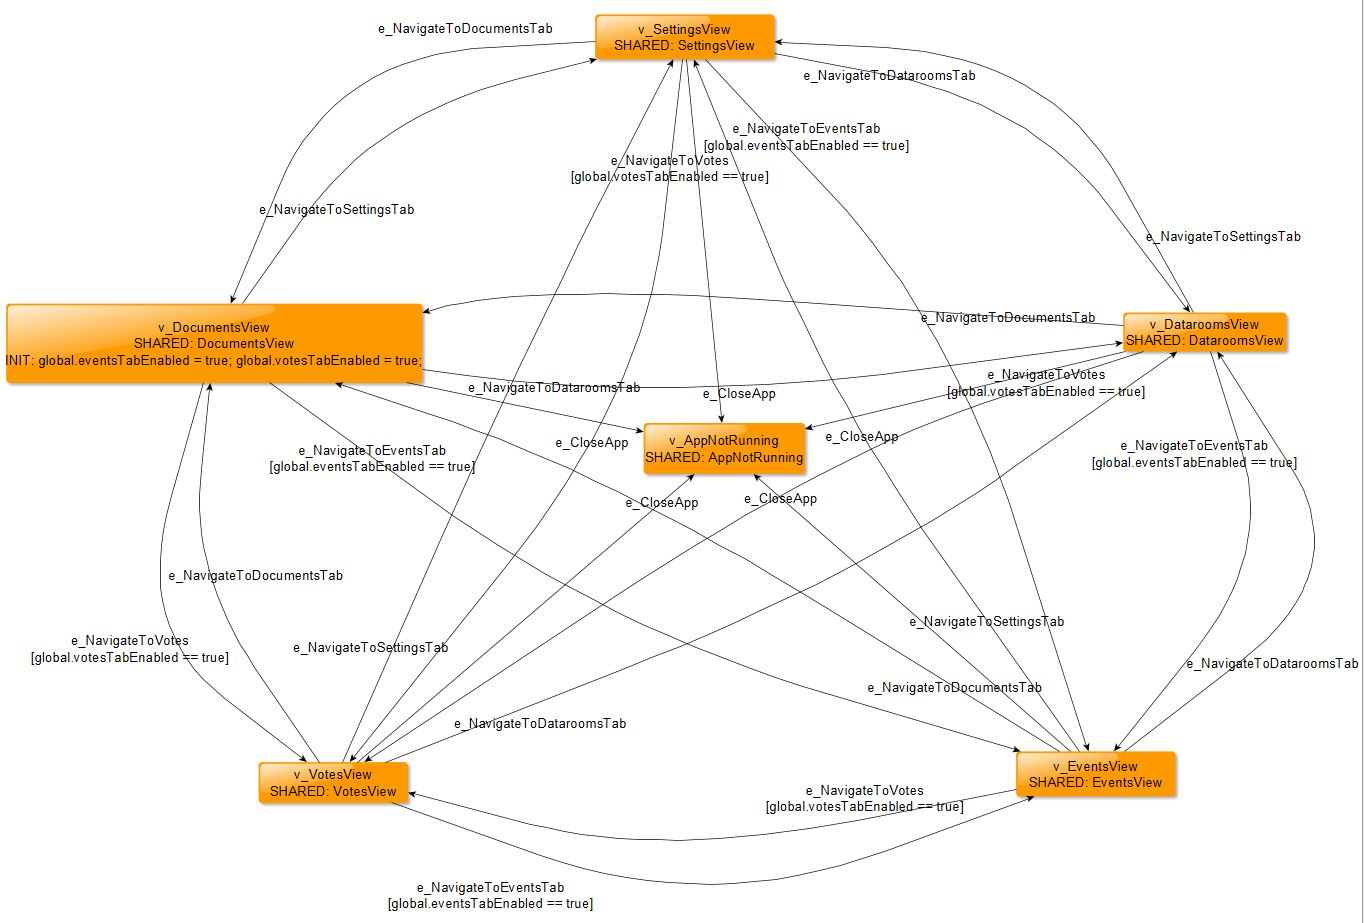 e_NavigateToDocumentsTab
v_SettingsView
SHARED: SettingsView
e_NavigateToDataroomsTab
e_NavigateToEventsTab
[global.eventsTabEnabled == true]
e_NavigateToVotes
[global.votesTabEnabled == true]
e_NavigateToSettingsTab
e_NavigateToSettingsTab
v_DocumentsView
SHARED: DocumentsView
INIT: global.eventsTabEnabled = true; global.votesTabEnabled = true;
e_NavigateToDocumentsTab
v_DataroomsView
SHARED: DataroomsView
e_NavigateToDataroomsTab
e_CloseApp
e_NavigateToVotes
[global.votesTabEnabled == true]
v_AppNotRunning
SHARED: AppNotRunning
e_CloseApp
e_CloseApp
e_NavigateToEventsTab
[global.eventsTabEnabled == true]
e_NavigateToEventsTab
[global.eventsTabEnabled == true]
e_CloseApp
e_CloseApp
e_NavigateToDocumentsTab
e_NavigateToVotes
[global.votesTabEnabled == true]
e_NavigateToSettingsTab
e_NavigateToSettingsTab
e_NavigateToDataroomsTab
e_NavigateToDocumentsTab
e_NavigateToDataroomsTab
v_VotesView
SHARED: VotesView
v_EventsView
SHARED: EventsView
e_NavigateToVotes
[global.votesTabEnabled == true]
e_NavigateToEventsTab
[global.eventsTabEnabled == true]